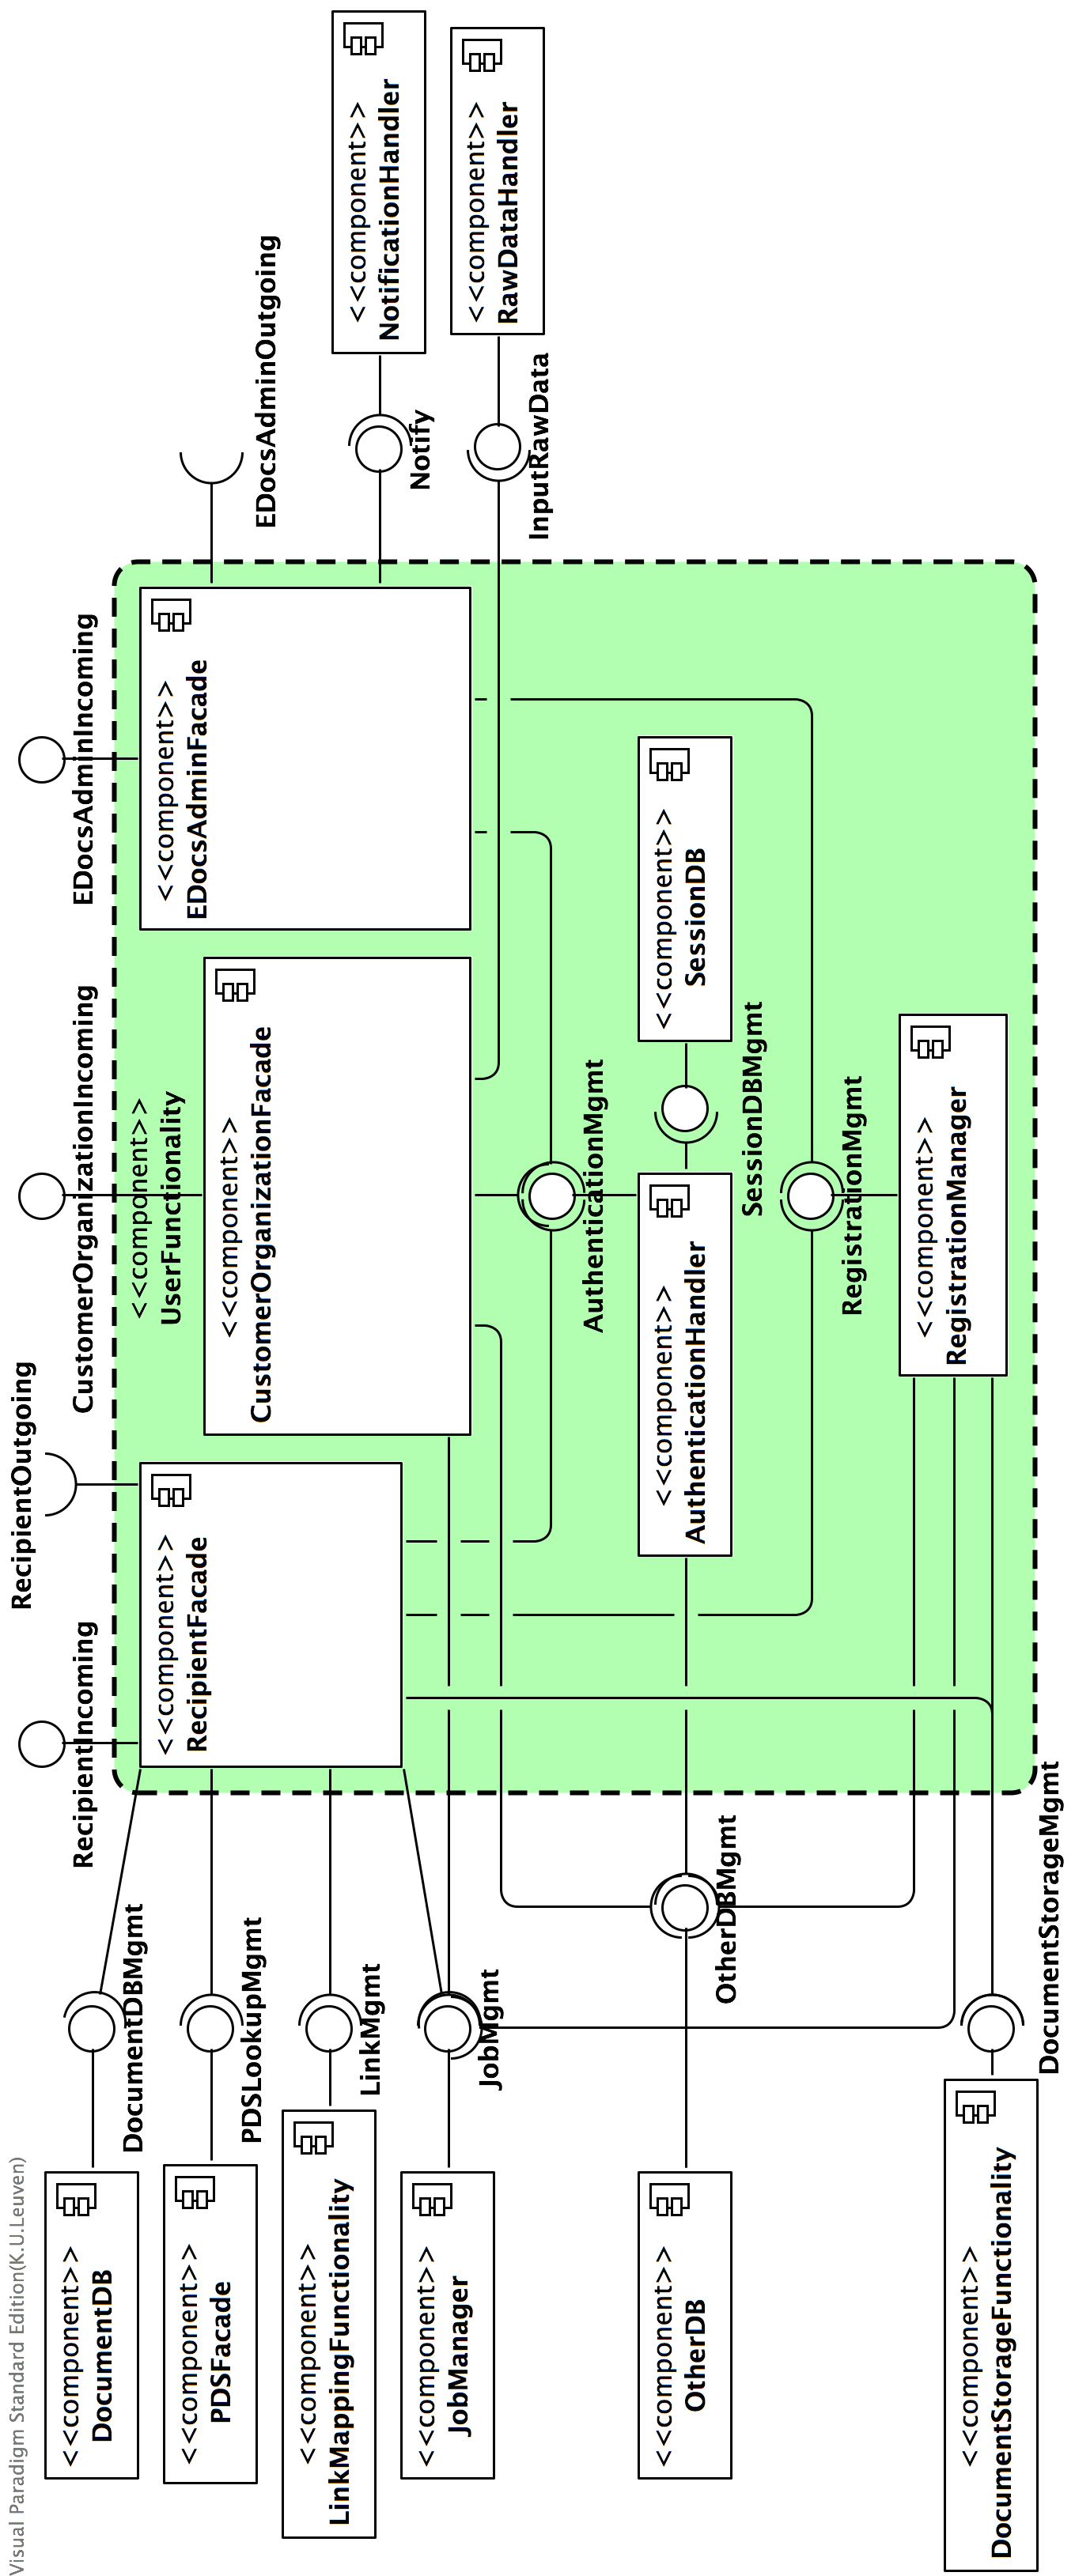 Visual Paradigm Standard Edition(K.U.Leuven)
RecipientIncoming
RecipientOutgoing
CustomerOrganizationIncoming
EDocsAdminIncoming
EDocsAdminOutgoing
<<component>>
UserFunctionality
<<component>>
DocumentDB
DocumentDBMgmt
<<component>>
RecipientFacade
<<component>>
CustomerOrganizationFacade
<<component>>
EDocsAdminFacade
<<component>>
PDSFacade
PDSLookupMgmt
<<component>>
LinkMappingFunctionality
LinkMgmt
<<component>>
NotificationHandler
Notify
<<component>>
JobManager
JobMgmt
<<component>>
RawDataHandler
InputRawData
AuthenticationMgmt
<<component>>
OtherDB
OtherDBMgmt
<<component>>
AuthenticationHandler
<<component>>
SessionDB
SessionDBMgmt
RegistrationMgmt
<<component>>
RegistrationManager
<<component>>
DocumentStorageFunctionality
DocumentStorageMgmt